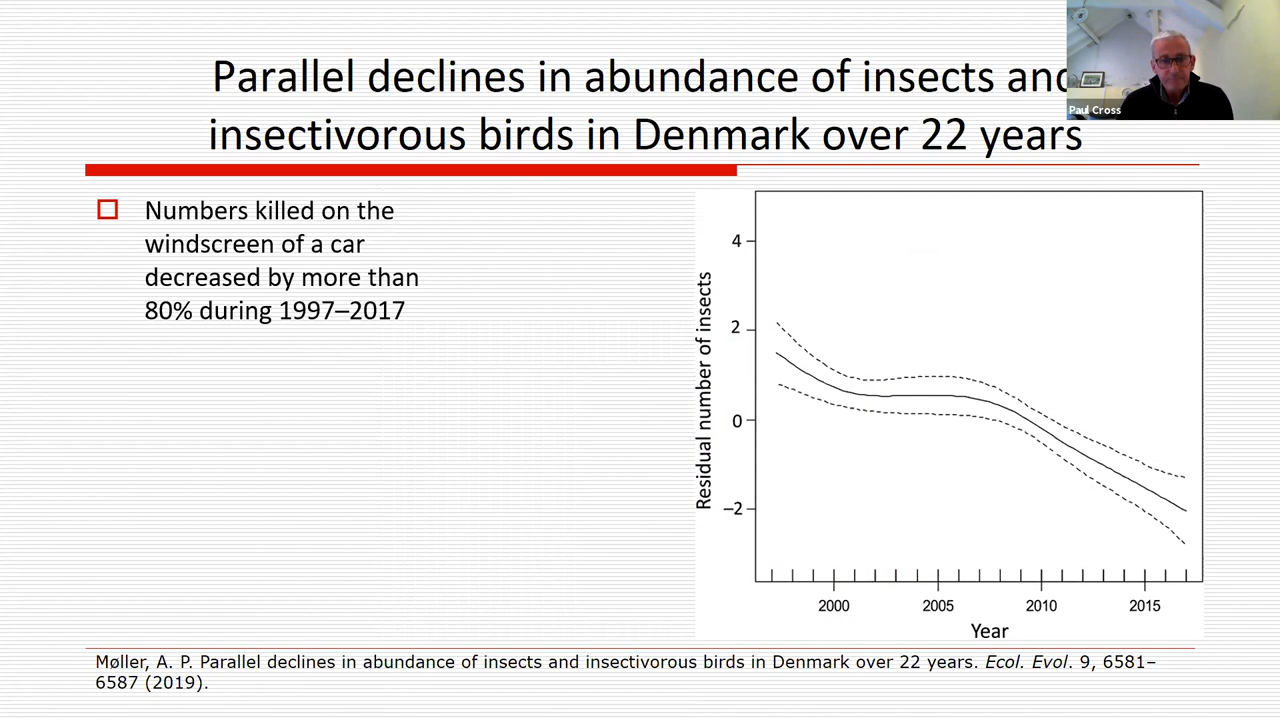 Parallel declines in abundance of insects and
insectivorous birds in Denmark over 22 years
Paul Cross
Numbers killed on the
windscreen of a car
decreased by more than
80% during 1997–2017
Residual number of insects
4
2
0
–2
2000 2005 2010 2015
Year
Møller, A. P. Parallel declines in abundance of insects and insectivorous birds in Denmark over 22 years. Ecol. Evol. 9, 6581–
6587 (2019).